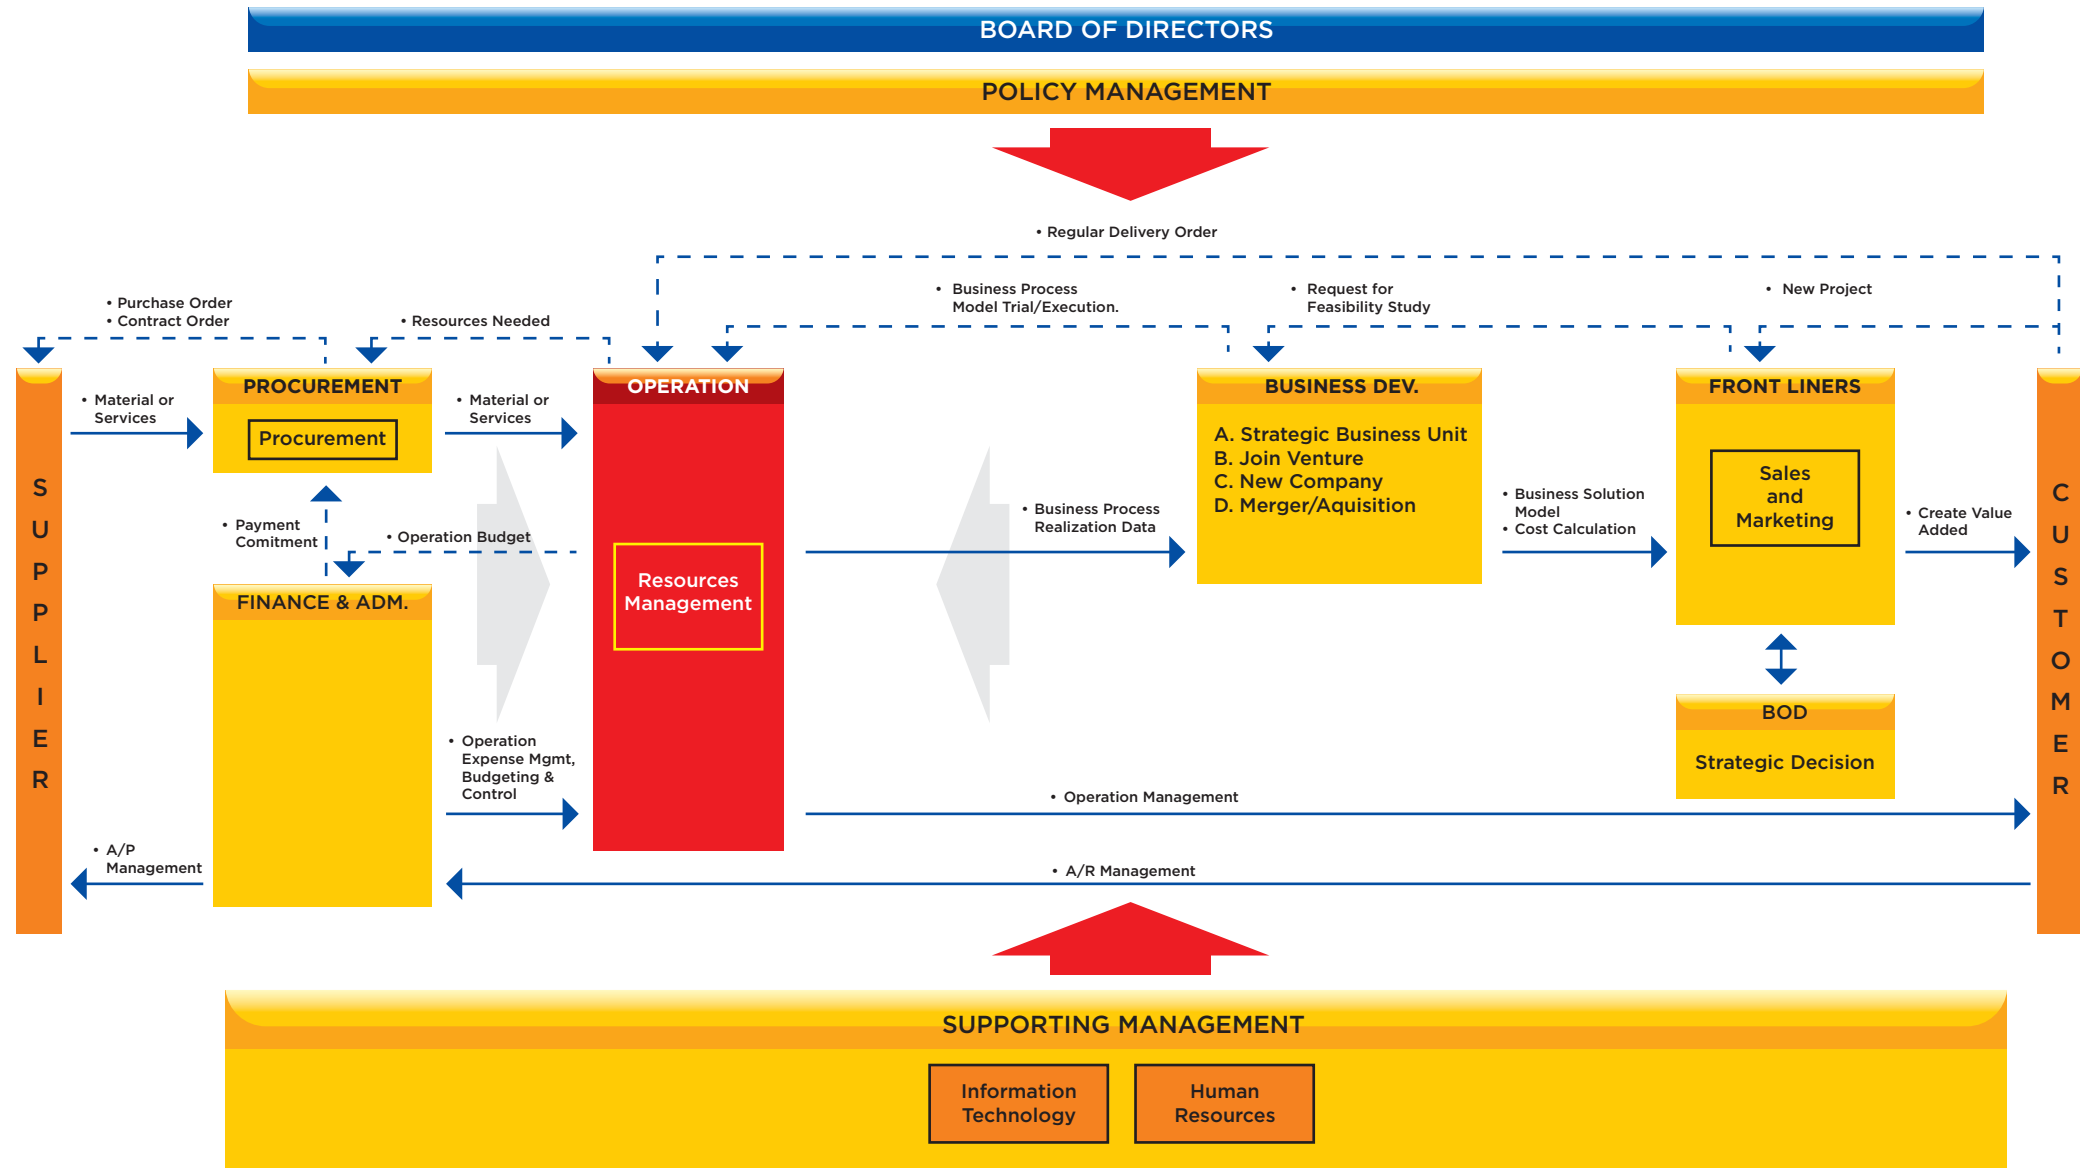 BOARD OF DIRECTORS
POLICY MANAGEMENT
• Regular Delivery Order
• Purchase Order
• Contract Order
• Resources Needed
• Business Process
Model Trial/Execution.
• Request for
Feasibility Study
• New Project
SUPPLIER
• Material or
Services
PROCUREMENT
Procurement
• Material or
Services
• Payment
Comitment
• Operation Budget
FINANCE & ADM.
• Operation
Expense Mgmt,
Budgeting &
Control
• A/P
Management
OPERATION
Resources
Management
• Business Process
Realization Data
BUSINESS DEV.
A. Strategic Business Unit
B. Join Venture
C. New Company
D. Merger/Aquisition
• Business Solution
Model
• Cost Calculation
FRONT LINERS
Sales
and
Marketing
• Create Value
Added
BOD
Strategic Decision
CUSTOMER
• Operation Management
• A/R Management
SUPPORTING MANAGEMENT
Information
Technology
Human
Resources